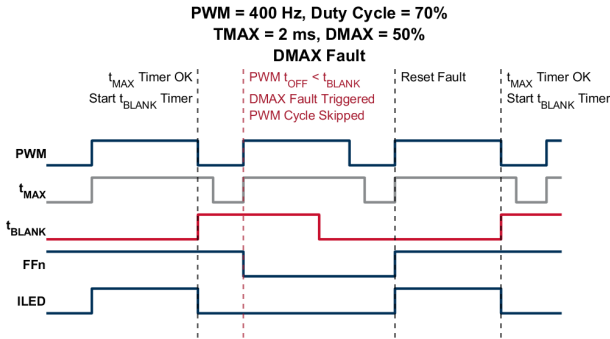 PWM = 400 Hz, Duty Cycle = 70%
TMAX = 2 ms, DMAX = 50%
DMAX Fault
tMAX Timer OK
Start tBLANK Timer
PWM tOFF < tBLANK
DMAX Fault Triggered
PWM Cycle Skipped
Reset Fault
tMAX Timer OK
Start tBLANK Timer
PWM
tMAX
tBLANK
FFn
ILED